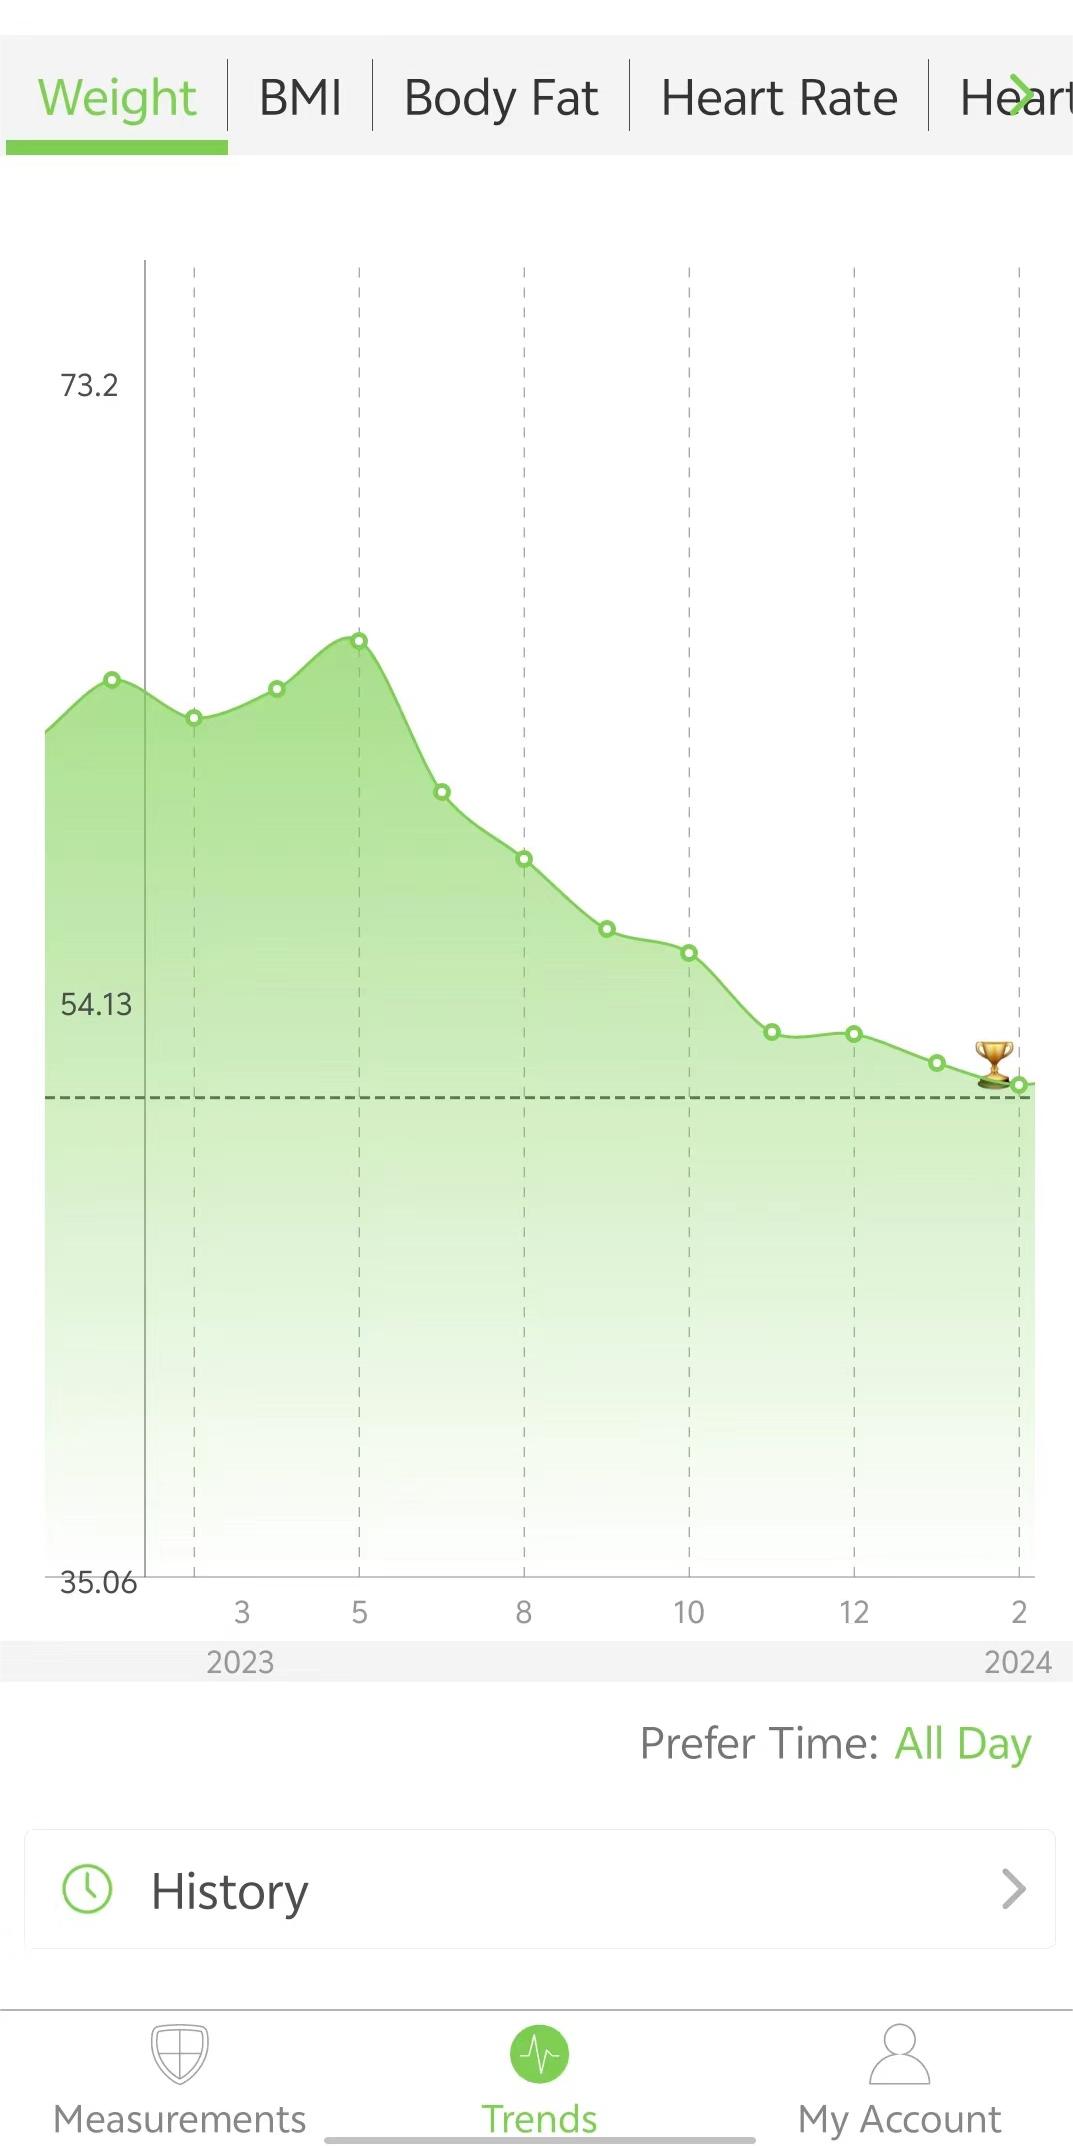 Weight BMI Body Fat Heart Rate Heart
73.2
54.13
35.06
3 5 8 10 12 2
2023 2024
Prefer Time: All Day
History
Measurements Trends My Account